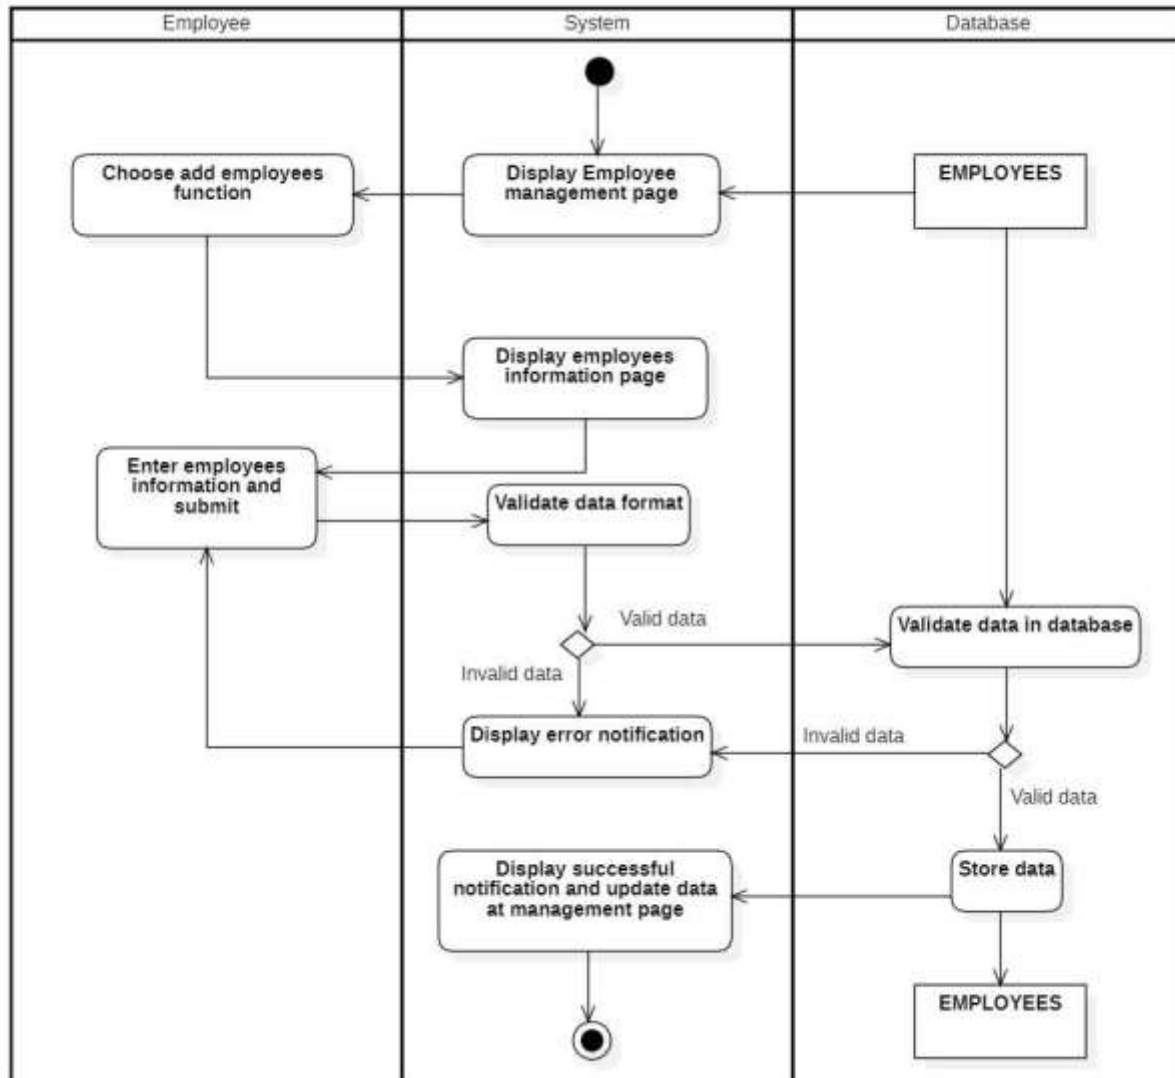 Employee
System
Database
Choose add employees
function
Display Employee
management page
EMPLOYEES
Display employees
information page
Enter employees
information and
submit
Validate data format
Valid data
Validate data in database
Invalid data
Display error notification
Invalid data
Valid data
Display successful
notification and update data
at management page
Store data
EMPLOYEES